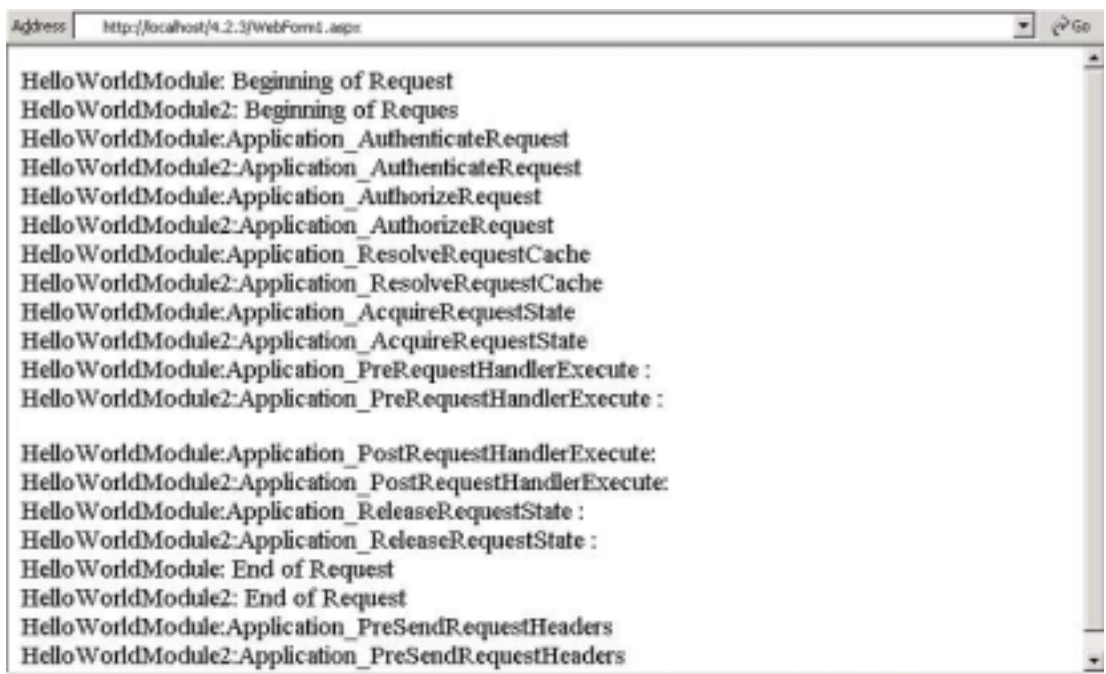 Address http://localhost/4.2.3/WebForm1.aspx Go
HelloWorldModule: Beginning of Request
HelloWorldModule2: Beginning of Reques
HelloWorldModule:Application_AuthenticateRequest
HelloWorldModule2:Application_AuthenticateRequest
HelloWorldModule:Application_AuthorizeRequest
HelloWorldModule2:Application_AuthorizeRequest
HelloWorldModule:Application_ResolveRequestCache
HelloWorldModule2:Application_ResolveRequestCache
HelloWorldModule:Application_AcquireRequestState
HelloWorldModule2:Application_AcquireRequestState
HelloWorldModule:Application_PreRequestHandlerExecute :
HelloWorldModule2:Application_PreRequestHandlerExecute :
HelloWorldModule:Application_PostRequestHandlerExecute:
HelloWorldModule2:Application_PostRequestHandlerExecute:
HelloWorldModule:Application_ReleaseRequestState :
HelloWorldModule2:Application_ReleaseRequestState :
HelloWorldModule: End of Request
HelloWorldModule2: End of Request
HelloWorldModule:Application_PreSendRequestHeaders
HelloWorldModule2:Application_PreSendRequestHeaders